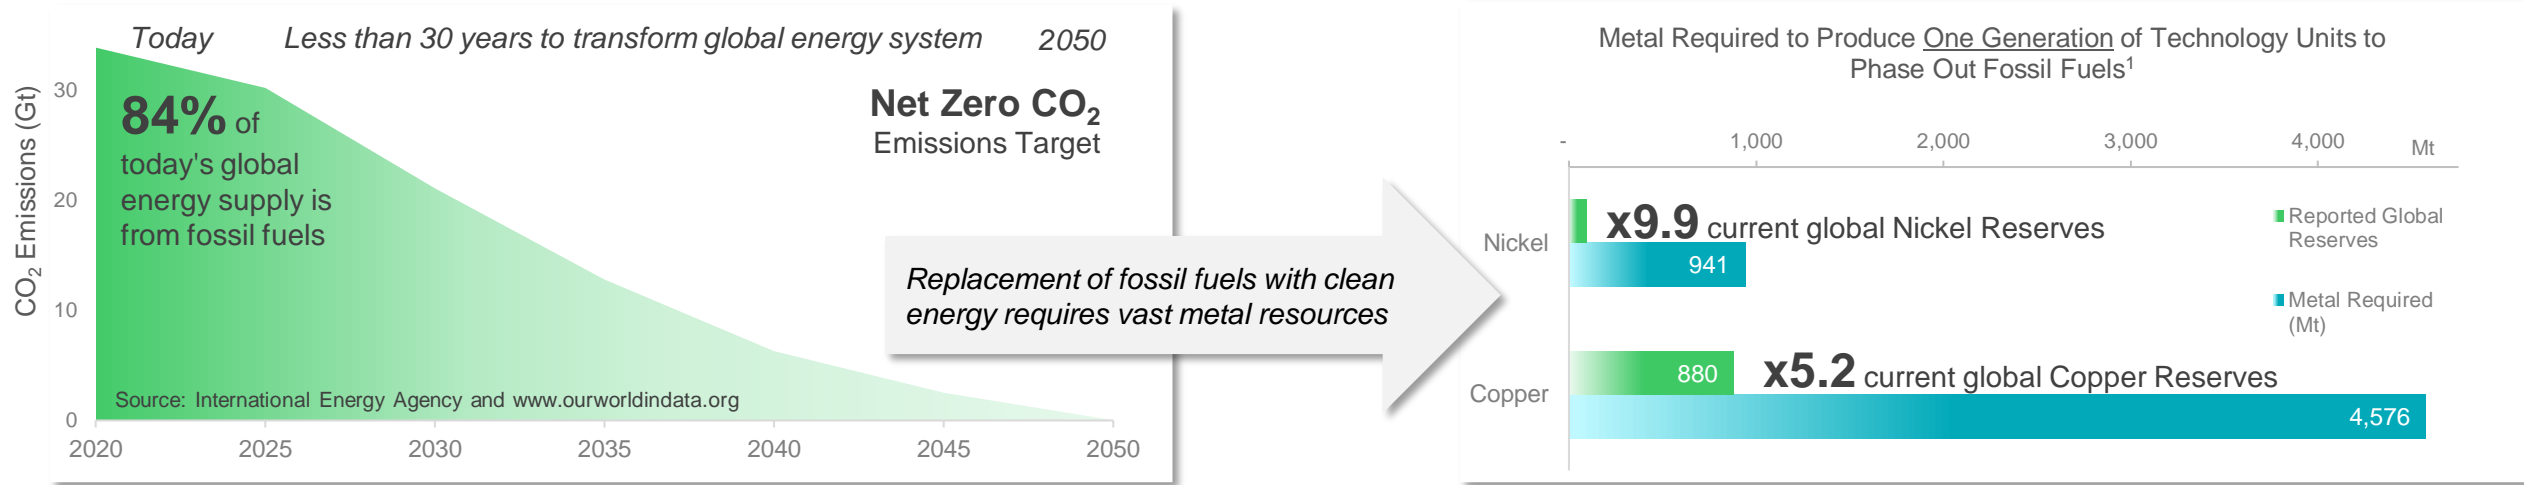 Today Less than 30 years to transform global energy system 2050
CO2 Emissions (Gt)
30
20
10
0
84% of
today's global
energy supply is
from fossil fuels
Net Zero CO2
Emissions Target
Source: International Energy Agency and www.ourworldindata.org
2020 2025 2030 2035 2040 2045 2050
Replacement of fossil fuels with clean
energy requires vast metal resources
Metal Required to Produce One Generation of Technology Units to
Phase Out Fossil Fuels1
- 1,000 2,000 3,000 4,000 Mt
Nickel
x9.9 current global Nickel Reserves
941
Copper
880
x5.2 current global Copper Reserves
4,576
Reported Global
Reserves
Metal Required
(Mt)